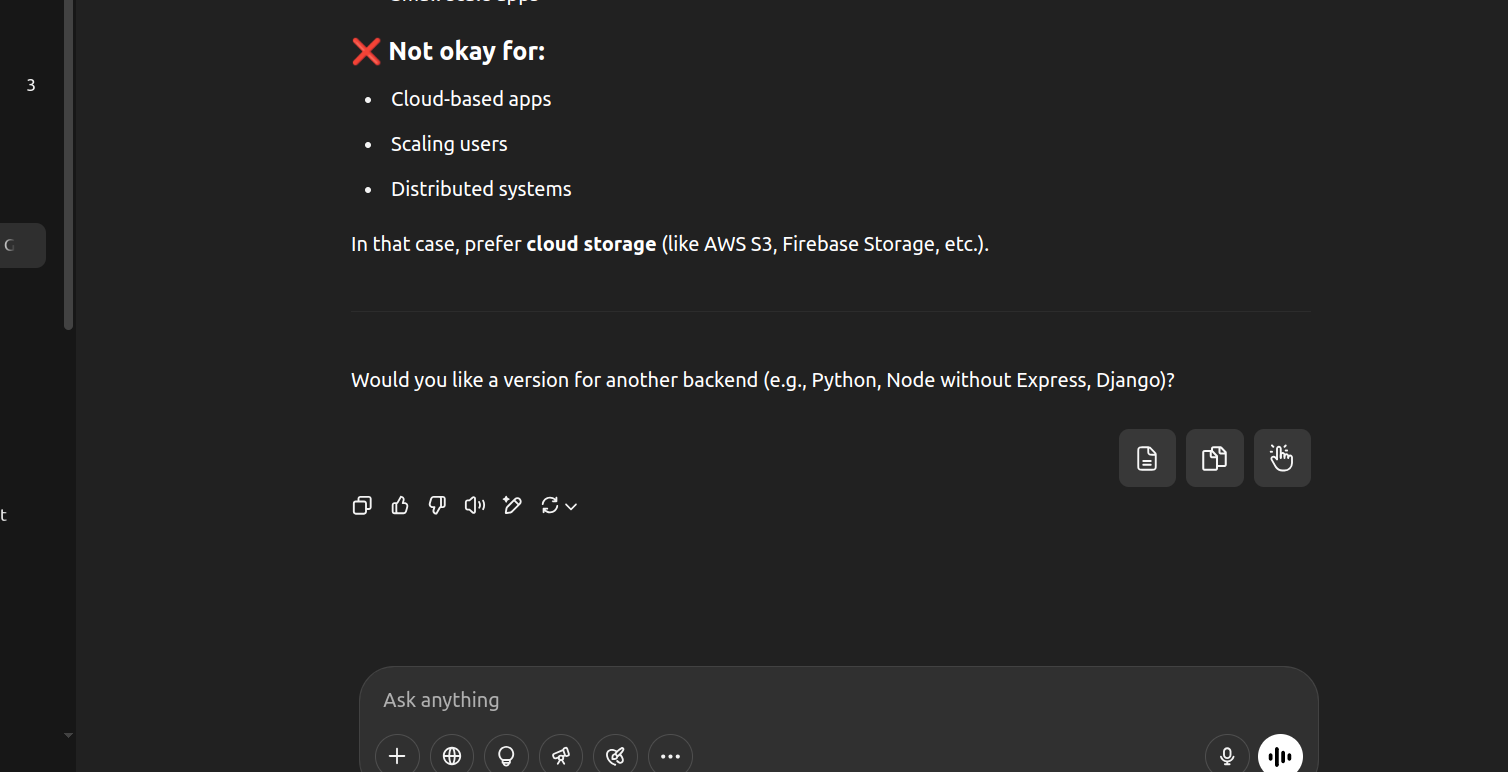 ❌ Not okay for:
3
• Cloud-based apps
• Scaling users
• Distributed systems
In that case, prefer cloud storage (like AWS S3, Firebase Storage, etc.).
Would you like a version for another backend (e.g., Python, Node without Express, Django)?
t
Ask anything